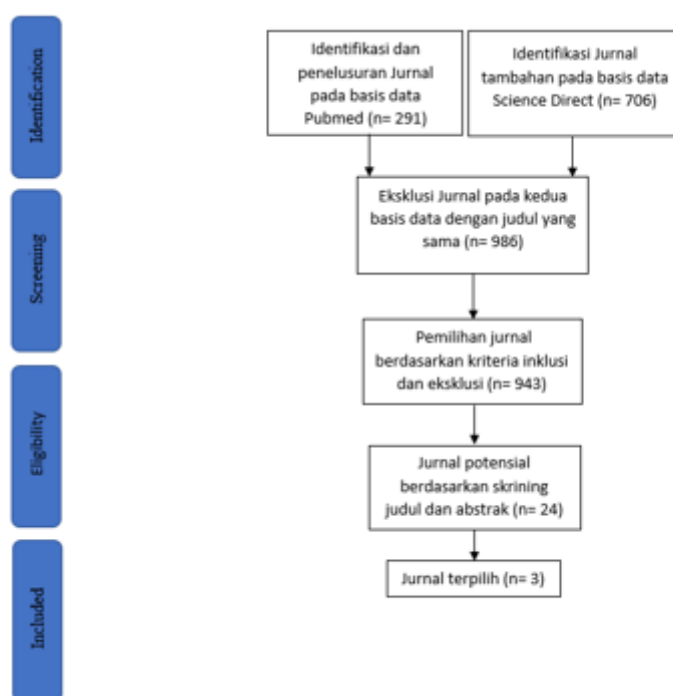 Identification
Identifikasi dan
penelusuran Jurnal
pada basis data
Pubmed (n= 291)
Identifikasi Jurnal
tambahan pada basis data
Science Direct (n= 706)
Screening
Eksklusi Jurnal pada kedua
basis data dengan judul yang
sama (n= 986)
Pemilihan jurnal
berdasarkan kriteria inklusi
dan eksklusi (n= 943)
Eligibility
Jurnal potensial
berdasarkan skrining
judul dan abstrak (n= 24)
Included
Jurnal terpilih (n= 3)